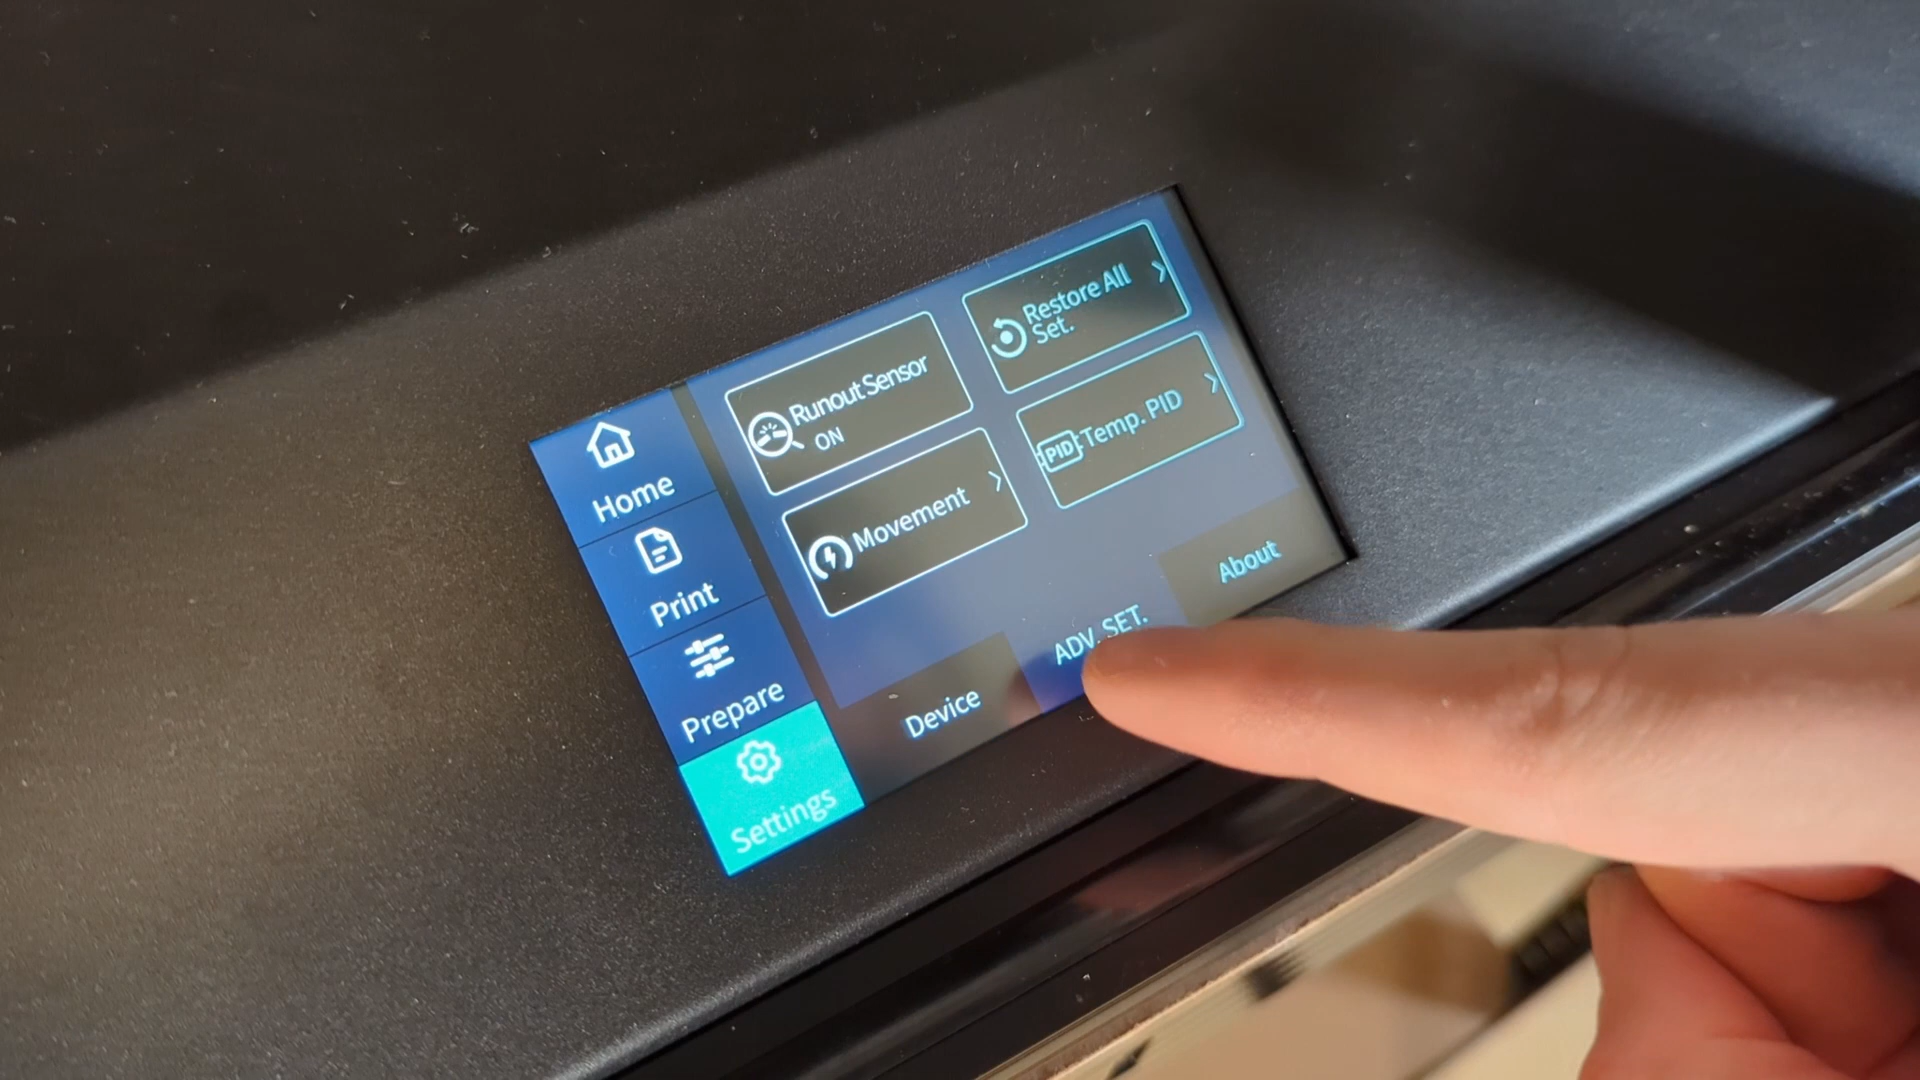 Home
Print
Prepare
Settings
Runout Sensor
ON
Restore All
Set.
Movement
PID
Temp. PID
Device
ADV. SET.
About